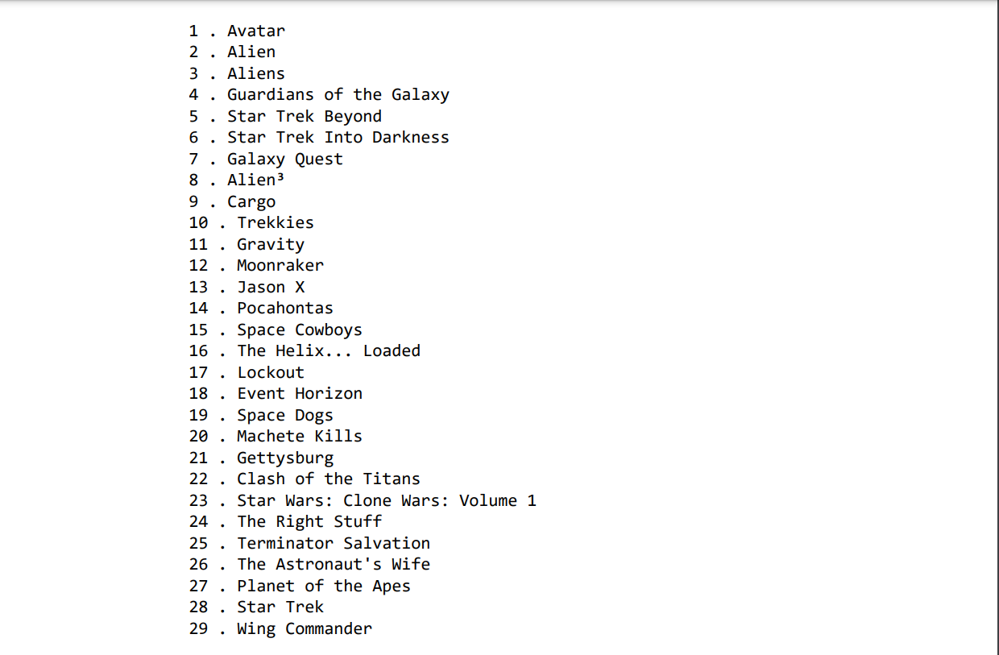 1 . Avatar
2 . Alien
3 . Aliens
4 . Guardians of the Galaxy
5 . Star Trek Beyond
6 . Star Trek Into Darkness
7 . Galaxy Quest
8 . Alien³
9 . Cargo
10 . Trekkies
11 . Gravity
12 . Moonraker
13 . Jason X
14 . Pocahontas
15 . Space Cowboys
16 . The Helix... Loaded
17 . Lockout
18 . Event Horizon
19 . Space Dogs
20 . Machete Kills
21 . Gettysburg
22 . Clash of the Titans
23 . Star Wars: Clone Wars: Volume 1
24 . The Right Stuff
25 . Terminator Salvation
26 . The Astronaut's Wife
27 . Planet of the Apes
28 . Star Trek
29 . Wing Commander